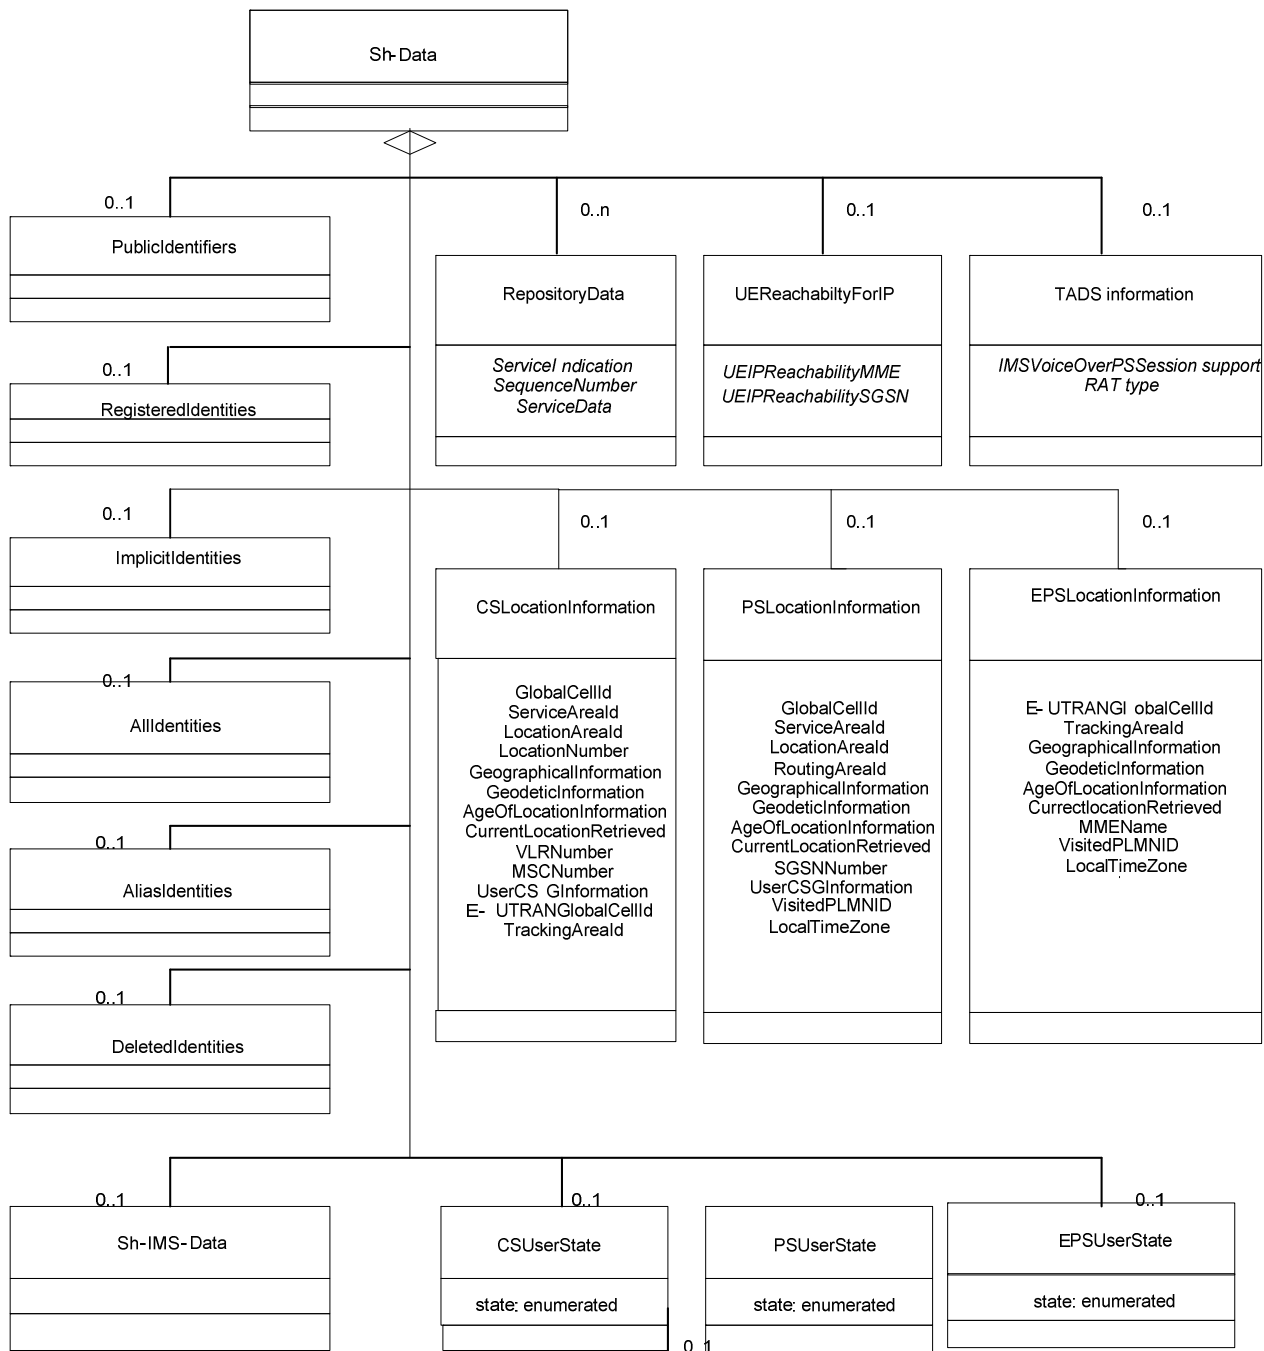 Sh-Data
0..1
0..n
0..1
0..1
PublicIdentifiers
RepositoryData
UEReachabiltyForIP
TADS information
ServiceI ndication
SequenceNumber
ServiceData
UEIPReachabilityMME
UEIPReachabilitySGSN
IMSVoiceOverPSSession support
RAT type
0..1
RegisteredIdentities
0..1
0..1
0..1
0..1
ImplicitIdentities
CSLocationInformation
PSLocationInformation
EPSLocationInformation
GlobalCellId
ServiceAreaId
LocationAreaId
LocationNumber
GeographicalInformation
GeodeticInformation
AgeOfLocationInformation
CurrentLocationRetrieved
VLRNumber
MSCNumber
UserCS GInformation
E- UTRANGlobalCellId
TrackingAreaId
GlobalCellId
ServiceAreaId
LocationAreaId
RoutingAreaId
GeographicalInformation
GeodeticInformation
AgeOfLocationInformation
CurrentLocationRetrieved
SGSNNumber
UserCSGInformation
VisitedPLMNID
LocalTimeZone
E- UTRANGl obalCellId
TrackingAreaId
GeographicalInformation
GeodeticInformation
AgeOfLocationInformation
CurrectlocationRetrieved
MMEName
VisitedPLMNID
LocalTimeZone
0..1
AllIdentities
0..1
AliasIdentities
0..1
DeletedIdentities
0..1
0..1
0..1
Sh-IMS-Data
CSUserState
PSUserState
EPSUserState
state: enumerated
state: enumerated
state: enumerated
0..1